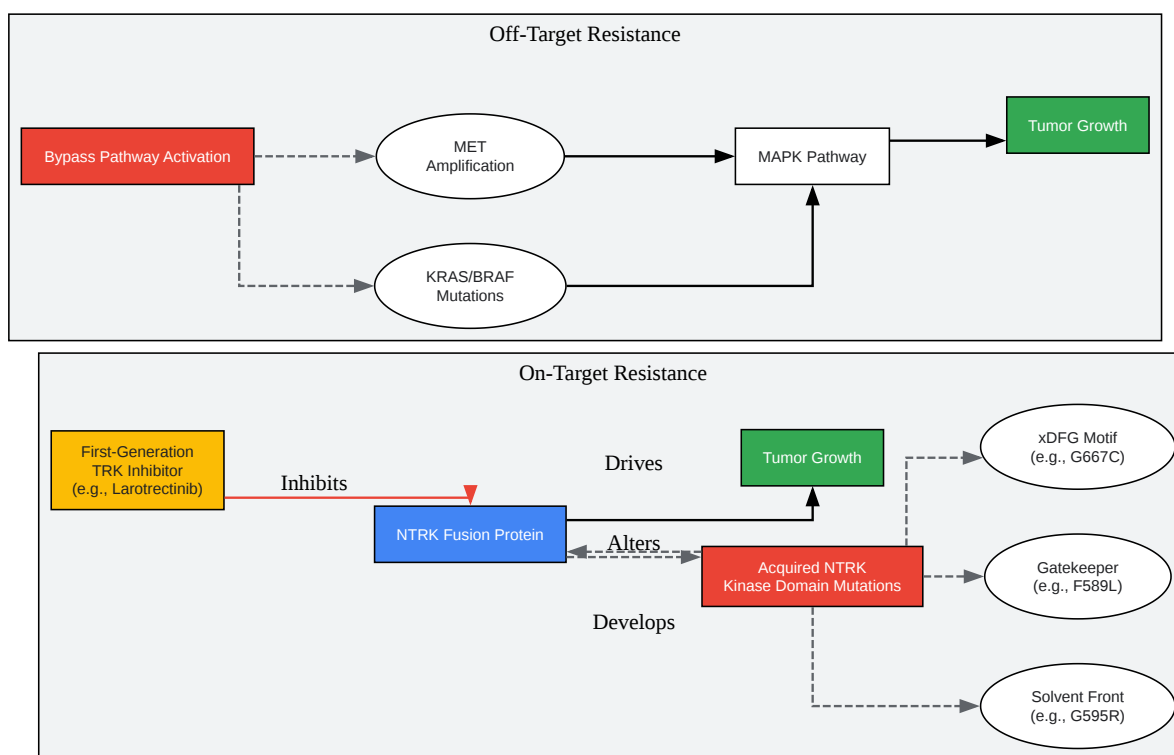 Off-Target Resistance
Bypass Pathway Activation
MET
Amplification
MAPK Pathway
Tumor Growth
KRAS/BRAF
Mutations
On-Target Resistance
First-Generation
TRK Inhibitor
(e.g., Larotrectinib)
Inhibits
NTRK Fusion Protein
Drives
Tumor Growth
Alters
Develops
Acquired NTRK
Kinase Domain Mutations
xDFG Motif
(e.g., G667C)
Gatekeeper
(e.g., F589L)
Solvent Front
(e.g., G595R)